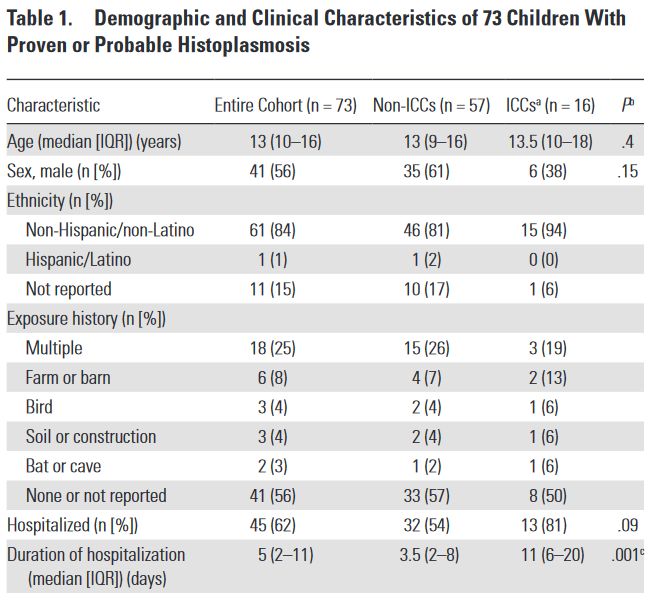 Table 1. Demographic and Clinical Characteristics of 73 Children With
Proven or Probable Histoplasmosis
Characteristic Entire Cohort (n = 73) Non-ICCs (n = 57) ICCsᵃ (n = 16) Pᵇ
Age (median [IQR]) (years) 13 (10–16) 13 (9–16) 13.5 (10–18) .4
Sex, male (n [%]) 41 (56) 35 (61) 6 (38) .15
Ethnicity (n [%])
Non-Hispanic/non-Latino 61 (84) 46 (81) 15 (94)
Hispanic/Latino 1 (1) 1 (2) 0 (0)
Not reported 11 (15) 10 (17) 1 (6)
Exposure history (n [%])
Multiple 18 (25) 15 (26) 3 (19)
Farm or barn 6 (8) 4 (7) 2 (13)
Bird 3 (4) 2 (4) 1 (6)
Soil or construction 3 (4) 2 (4) 1 (6)
Bat or cave 2 (3) 1 (2) 1 (6)
None or not reported 41 (56) 33 (57) 8 (50)
Hospitalized (n [%]) 45 (62) 32 (54) 13 (81) .09
Duration of hospitalization 5 (2–11) 3.5 (2–8) 11 (6–20) .001ᶜ
(median [IQR]) (days)